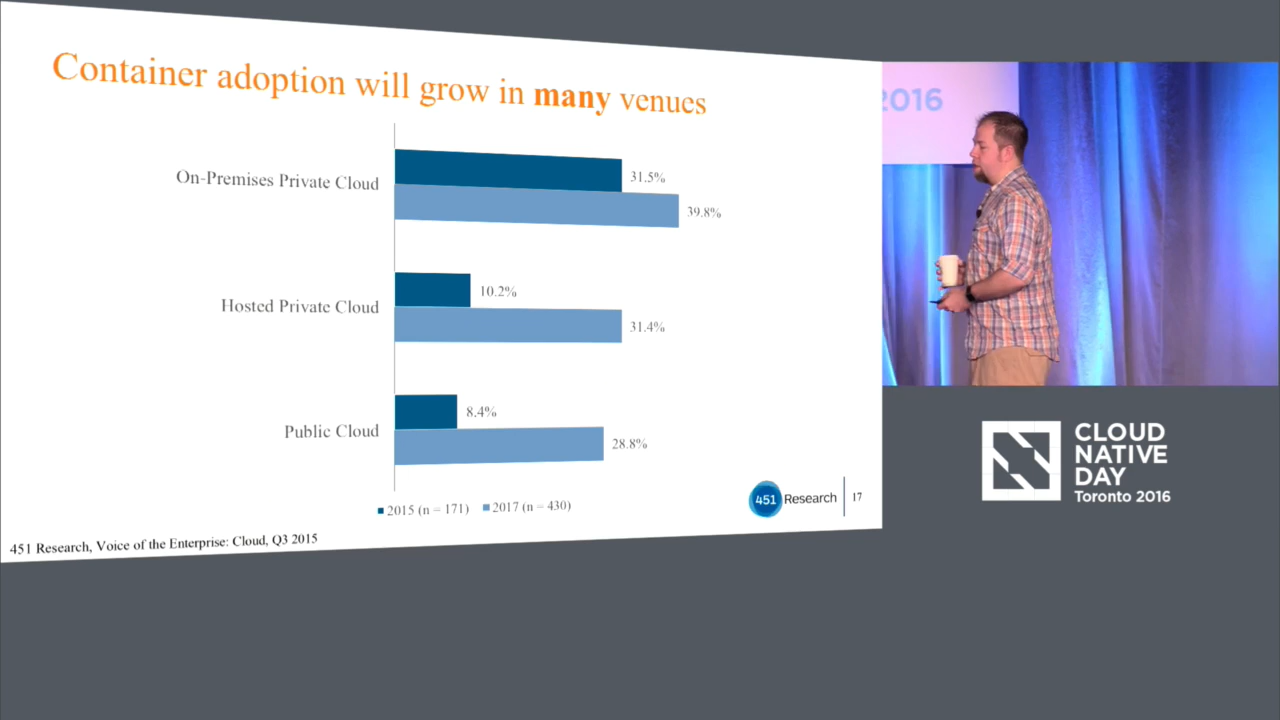 Container adoption will grow in many venues
On-Premises Private Cloud
31.5%
39.8%
Hosted Private Cloud
10.2%
31.4%
Public Cloud
8.4%
28.8%
2015 (n = 171) 2017 (n = 430)
451 Research 17
451 Research, Voice of the Enterprise: Cloud, Q3 2015
2016
CLOUD
NATIVE
DAY
Toronto 2016